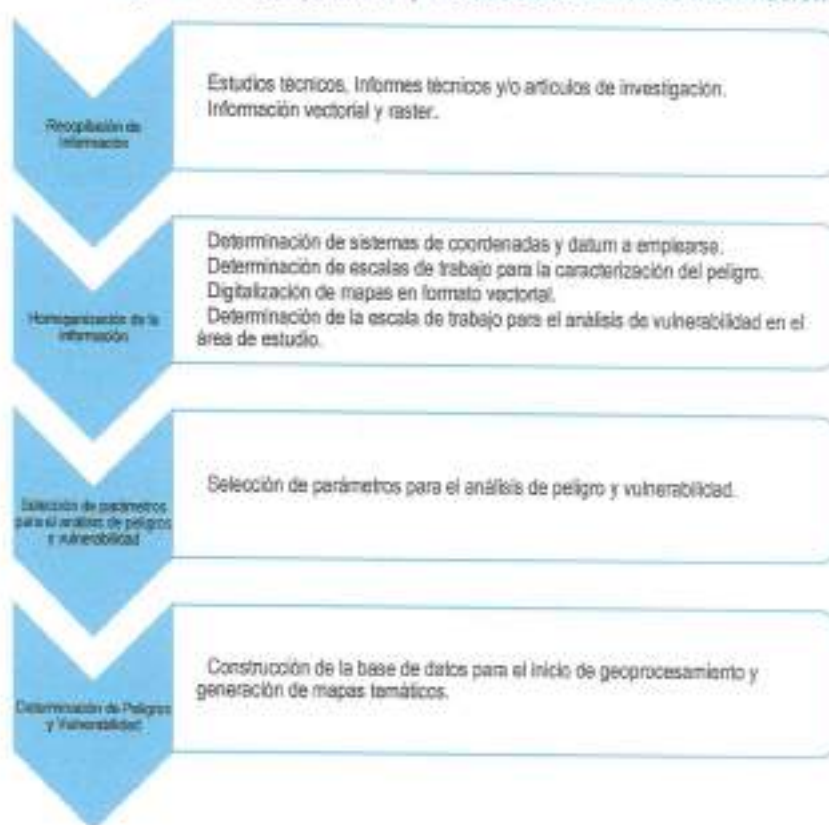 Recopilación de
Información
Estudios técnicos, Informes técnicos y/o artículos de investigación.
Información vectorial y raster.
Homogenización de la
información
Determinación de sistemas de coordenadas y datum a emplearse.
Determinación de escalas de trabajo para la caracterización del peligro.
Digitalización de mapas en formato vectorial.
Determinación de la escala de trabajo para el análisis de vulnerabilidad en el
área de estudio.
Selección de parámetros
para el análisis de peligros
y vulnerabilidad
Selección de parámetros para el análisis de peligro y vulnerabilidad.
Determinación de Peligros
y Vulnerabilidad
Construcción de la base de datos para el inicio de geoprocesamiento y
generación de mapas temáticos.